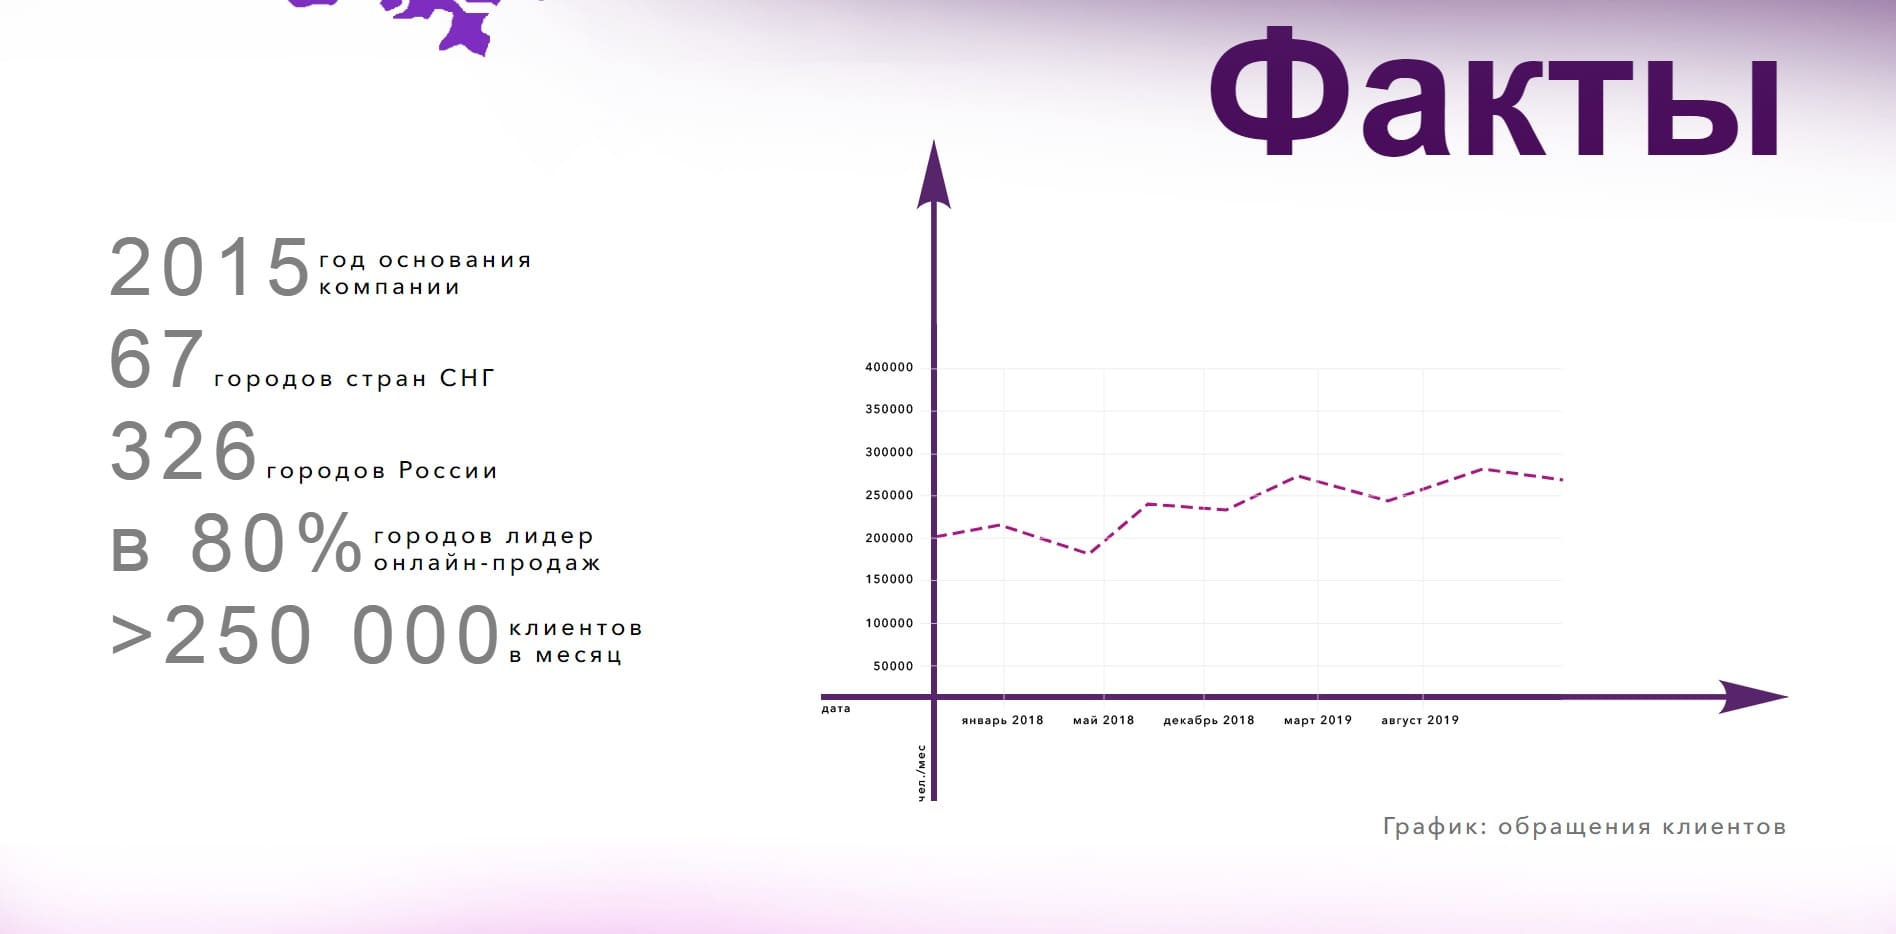 Факты
2015 год основания
компании
67 городов стран СНГ
326 городов России
в 80% городов лидер
онлайн-продаж
>250 000 клиентов
в месяц
400000
350000
300000
250000
200000
150000
100000
50000
дата
январь 2018 май 2018 декабрь 2018 март 2019 август 2019
чел./мес
График: обращения клиентов